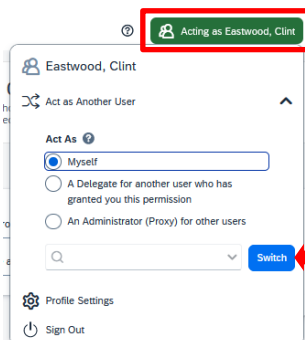 Acting as Eastwood, Clint
Eastwood, Clint
Act as Another User
Act As
Myself
A Delegate for another user who has
granted you this permission
An Administrator (Proxy) for other users
Switch
Profile Settings
Sign Out